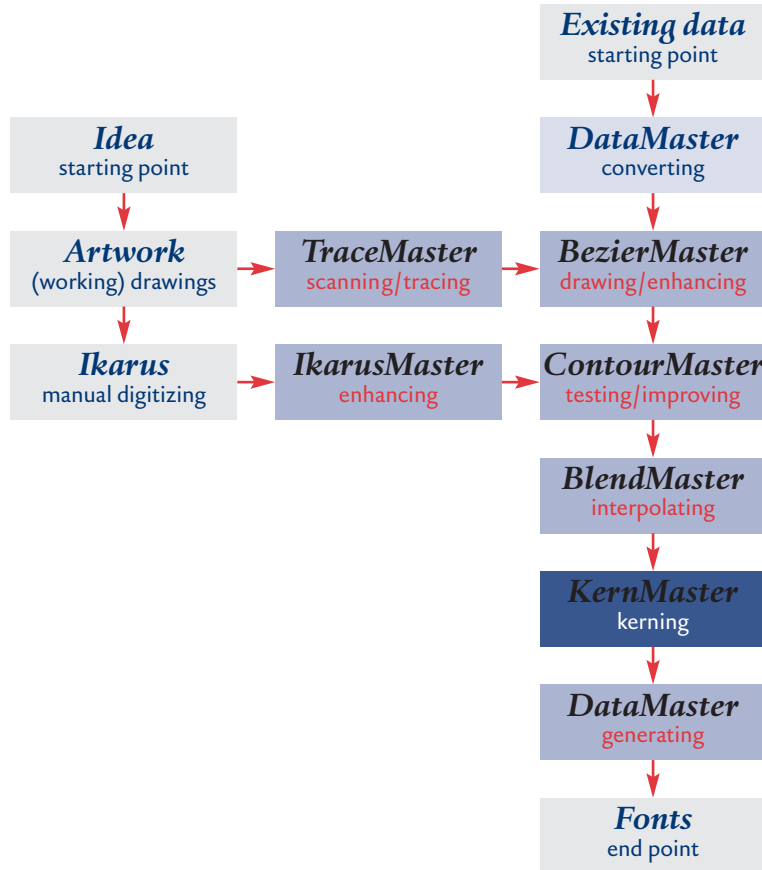 Existing data
starting point
Idea
starting point
DataMaster
converting
Artwork
(working) drawings
TraceMaster
scanning/tracing
BezierMaster
drawing/enhancing
Ikarus
manual digitizing
IkarusMaster
enhancing
ContourMaster
testing/improving
BlendMaster
interpolating
KernMaster
kerning
DataMaster
generating
Fonts
end point